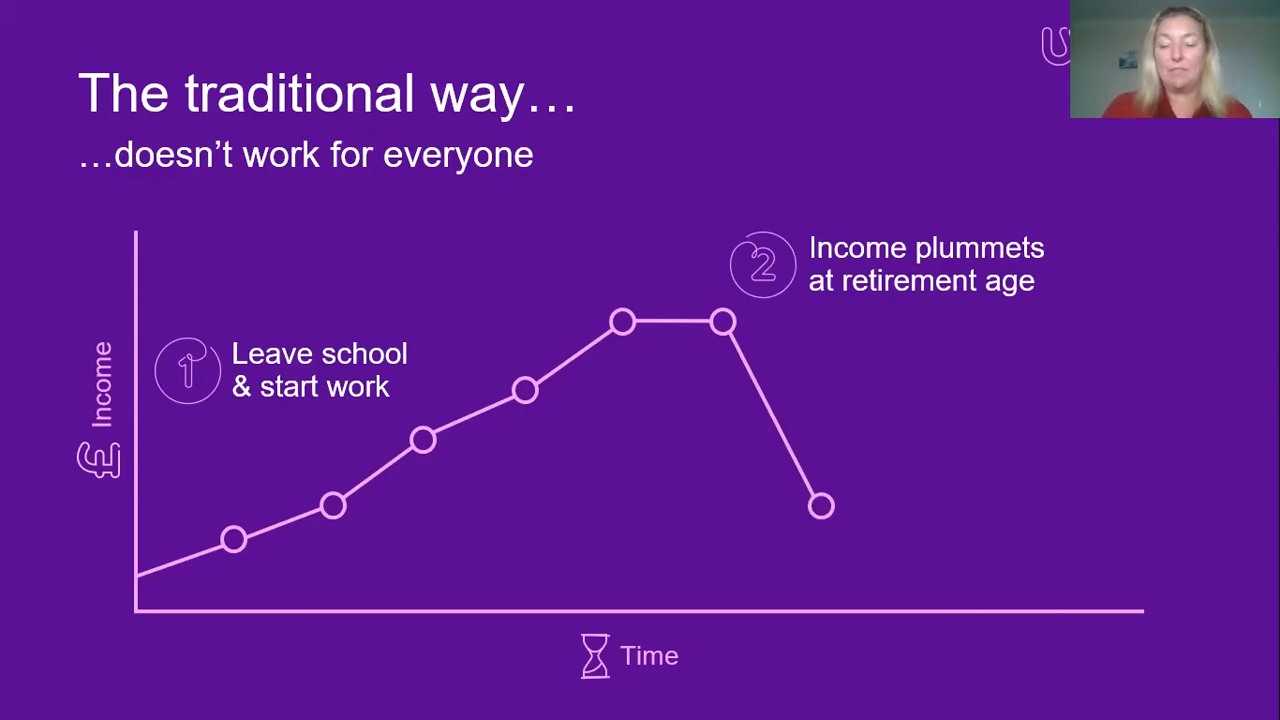 The traditional way…
…doesn't work for everyone
U
2
Income plummets
at retirement age
1
Leave school
& start work
£ Income
Time